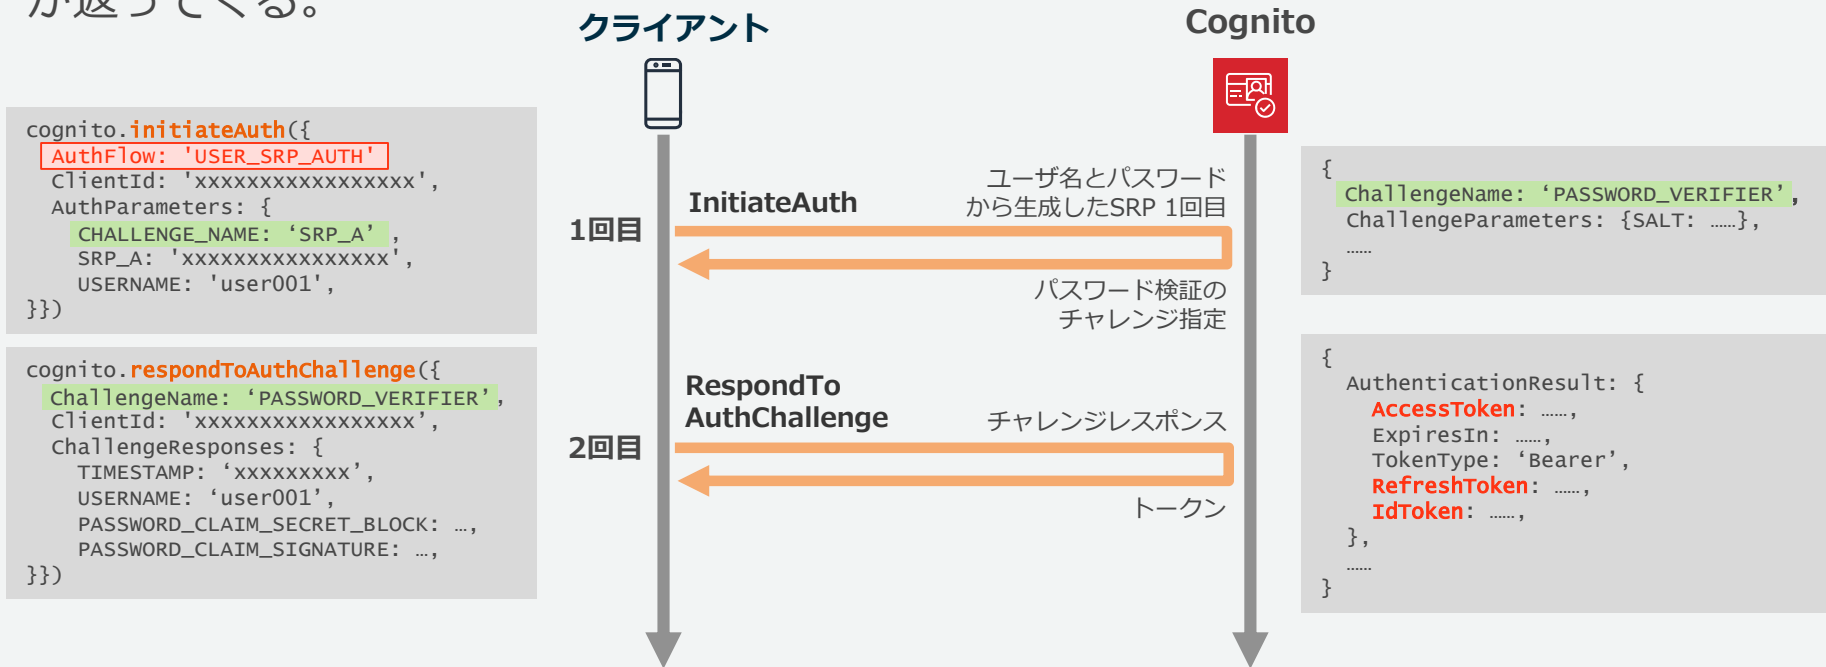 が返ってくる。
クライアント
Cognito
cognito.initiateAuth({
AuthFlow: 'USER_SRP_AUTH'
ClientId: 'xxxxxxxxxxxxxxxxx',
AuthParameters: {
CHALLENGE_NAME: ‘SRP_A’ ,
SRP_A: 'xxxxxxxxxxxxxxxx',
USERNAME: 'user001',
}})
1回目
InitiateAuth
ユーザ名とパスワード
から生成したSRP 1回目
パスワード検証の
チャレンジ指定
{
ChallengeName: ‘PASSWORD_VERIFIER’,
ChallengeParameters: {SALT: ……},
……
}
cognito.respondToAuthChallenge({
ChallengeName: ‘PASSWORD_VERIFIER’,
ClientId: 'xxxxxxxxxxxxxxxxx',
ChallengeResponses: {
TIMESTAMP: ‘xxxxxxxxx’,
USERNAME: ‘user001’,
PASSWORD_CLAIM_SECRET_BLOCK: …,
PASSWORD_CLAIM_SIGNATURE: …,
}})
2回目
RespondTo
AuthChallenge
チャレンジレスポンス
トークン
{
AuthenticationResult: {
AccessToken: ……,
ExpiresIn: ……,
TokenType: ‘Bearer’,
RefreshToken: ……,
IdToken: ……,
},
……
}